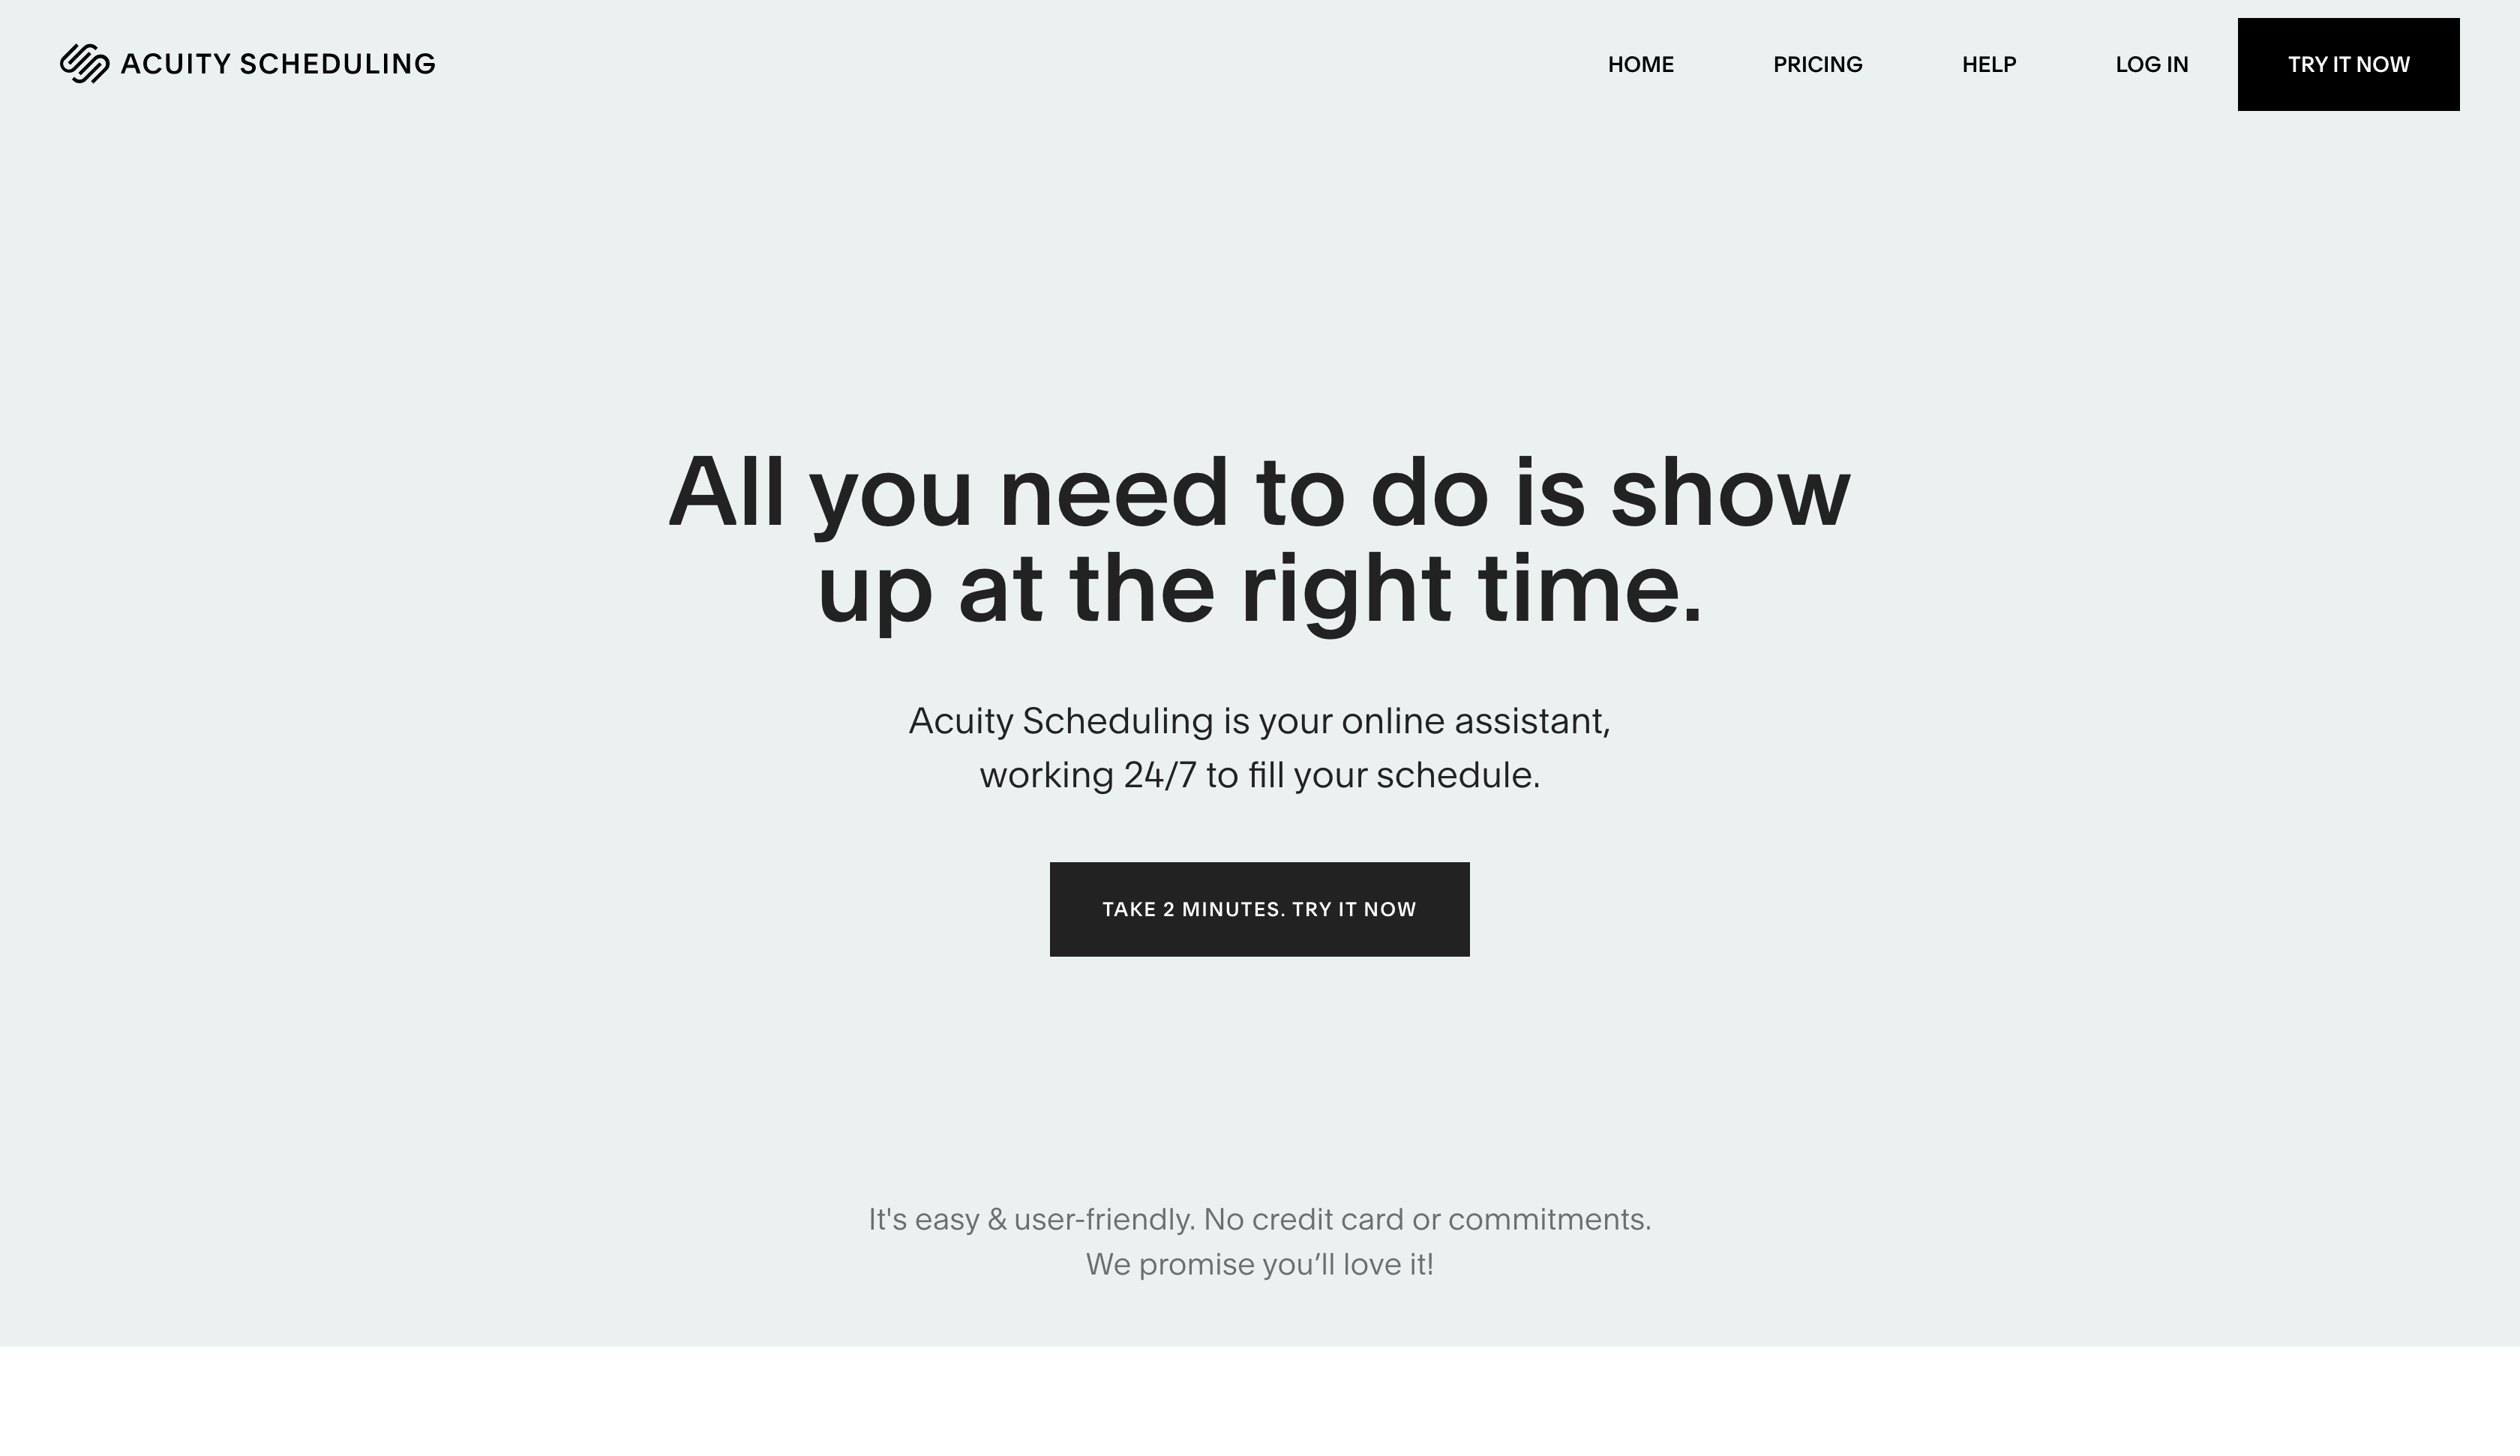 ACUITY SCHEDULING
HOME
PRICING
HELP
LOG IN
TRY IT NOW
All you need to do is show
up at the right time.
Acuity Scheduling is your online assistant,
working 24/7 to fill your schedule.
TAKE 2 MINUTES. TRY IT NOW
It's easy & user-friendly. No credit card or commitments.
We promise you’ll love it!